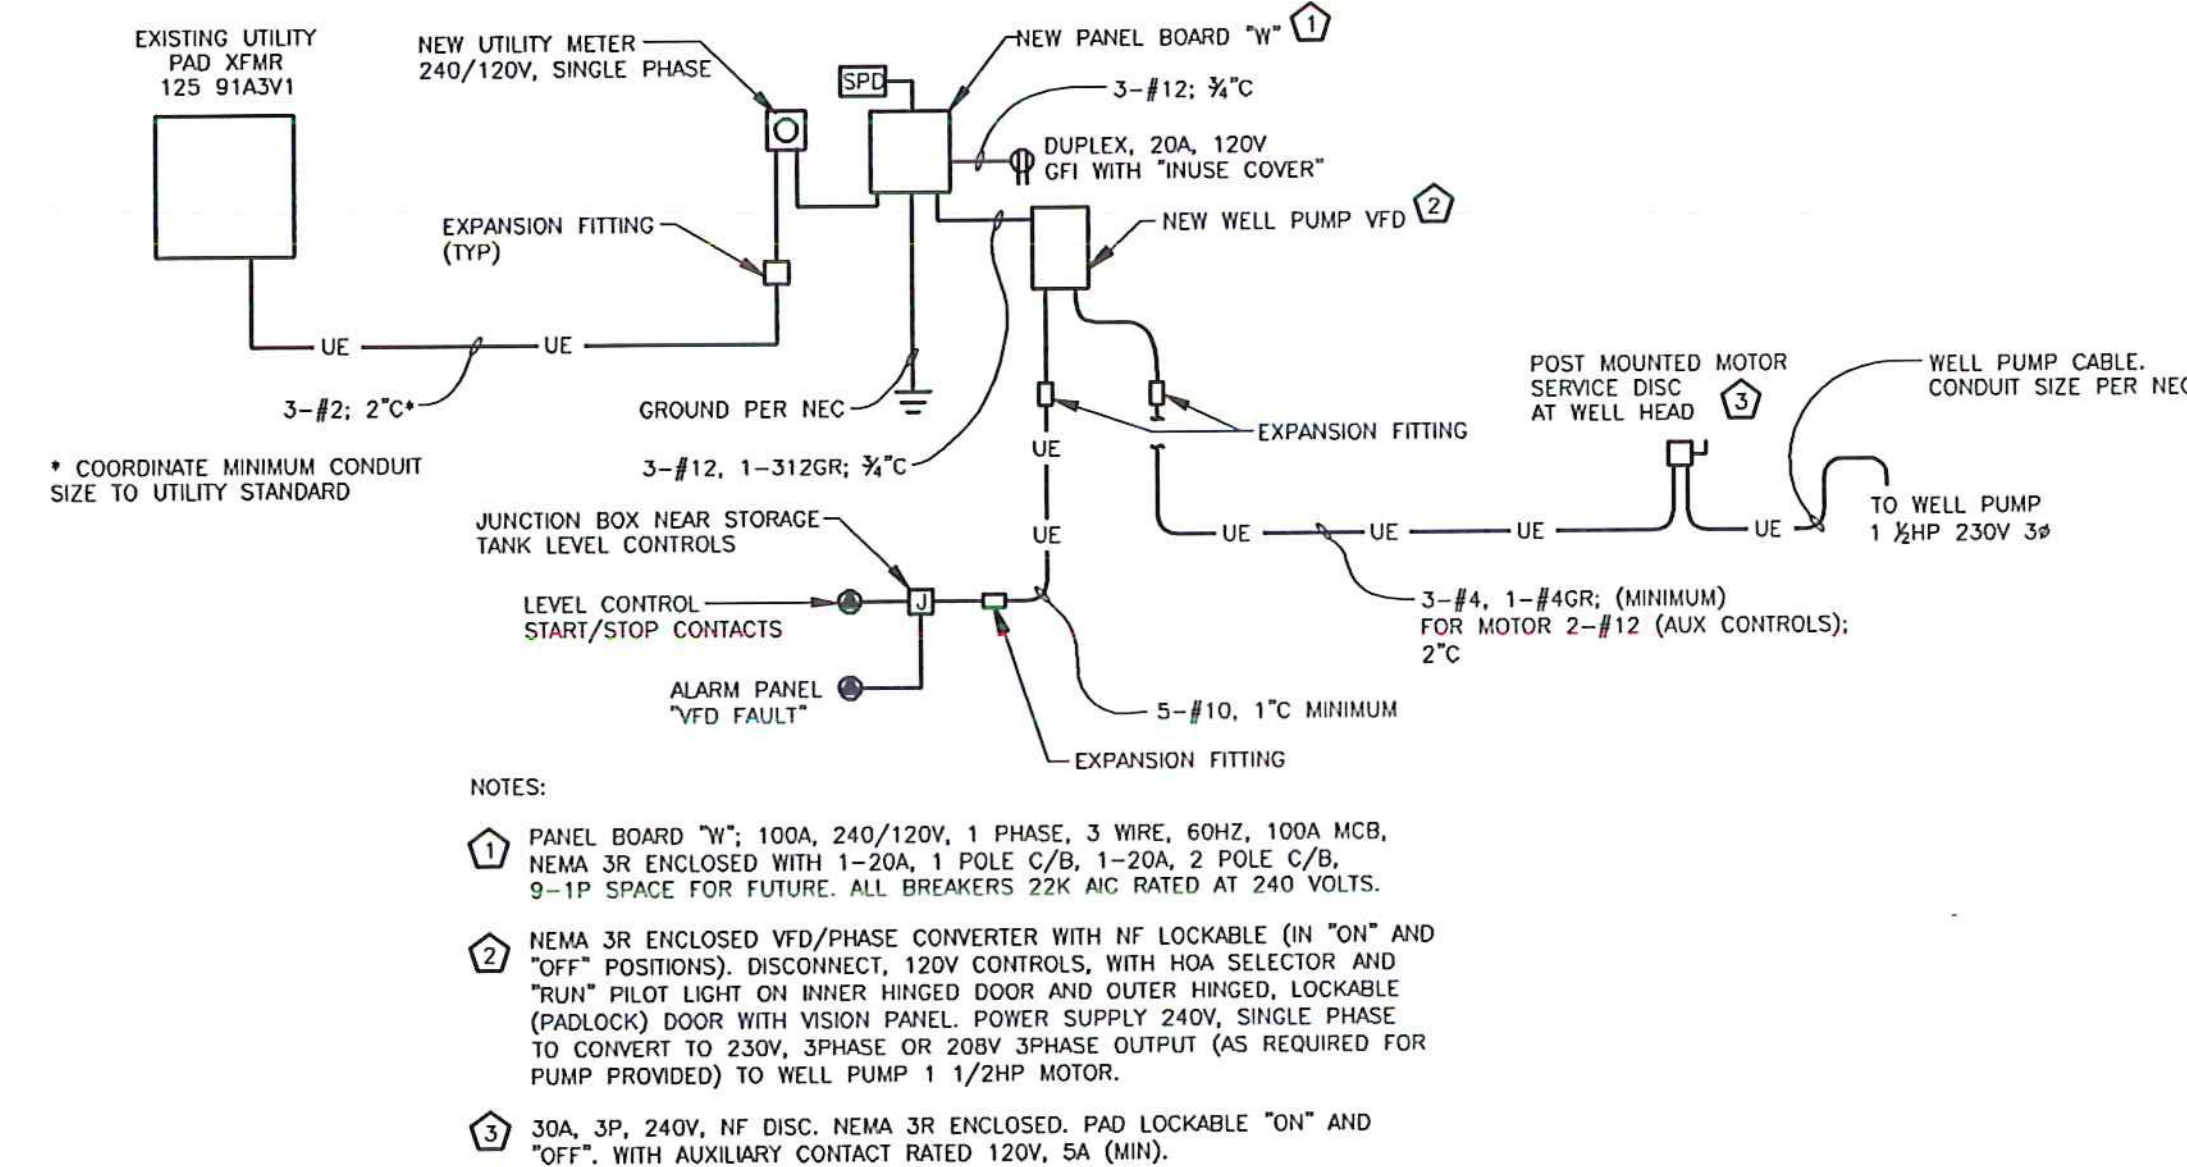 EXISTING UTILITY
PAD XFMR
125 91A3V1
NEW UTILITY METER
240/120V, SINGLE PHASE
SPD
NEW PANEL BOARD "W" 1
3-#12; ¾"C
DUPLEX, 20A, 120V
GFI WITH "INUSE COVER"
EXPANSION FITTING
(TYP)
NEW WELL PUMP VFD 2
UE
UE
3-#2; 2"C*
* COORDINATE MINIMUM CONDUIT
SIZE TO UTILITY STANDARD
GROUND PER NEC
3-#12, 1-312GR; ¾"C
EXPANSION FITTING
UE
UE
POST MOUNTED MOTOR
SERVICE DISC
AT WELL HEAD 3
WELL PUMP CABLE.
CONDUIT SIZE PER NEC
UE
UE
UE
UE
TO WELL PUMP
1 ½HP 230V 3ø
JUNCTION BOX NEAR STORAGE
TANK LEVEL CONTROLS
LEVEL CONTROL
START/STOP CONTACTS
J
ALARM PANEL
"VFD FAULT"
3-#4, 1-#4GR; (MINIMUM)
FOR MOTOR 2-#12 (AUX CONTROLS);
2"C
5-#10, 1"C MINIMUM
EXPANSION FITTING
NOTES:
1 PANEL BOARD "W"; 100A, 240/120V, 1 PHASE, 3 WIRE, 60HZ, 100A MCB,
NEMA 3R ENCLOSED WITH 1-20A, 1 POLE C/B, 1-20A, 2 POLE C/B,
9-1P SPACE FOR FUTURE. ALL BREAKERS 22K AIC RATED AT 240 VOLTS.
2 NEMA 3R ENCLOSED VFD/PHASE CONVERTER WITH NF LOCKABLE (IN "ON" AND
"OFF" POSITIONS). DISCONNECT, 120V CONTROLS, WITH HOA SELECTOR AND
"RUN" PILOT LIGHT ON INNER HINGED DOOR AND OUTER HINGED, LOCKABLE
(PADLOCK) DOOR WITH VISION PANEL. POWER SUPPLY 240V, SINGLE PHASE
TO CONVERT TO 230V, 3PHASE OR 208V 3PHASE OUTPUT (AS REQUIRED FOR
PUMP PROVIDED) TO WELL PUMP 1 1/2HP MOTOR.
3 30A, 3P, 240V, NF DISC. NEMA 3R ENCLOSED. PAD LOCKABLE "ON" AND
"OFF". WITH AUXILIARY CONTACT RATED 120V, 5A (MIN).